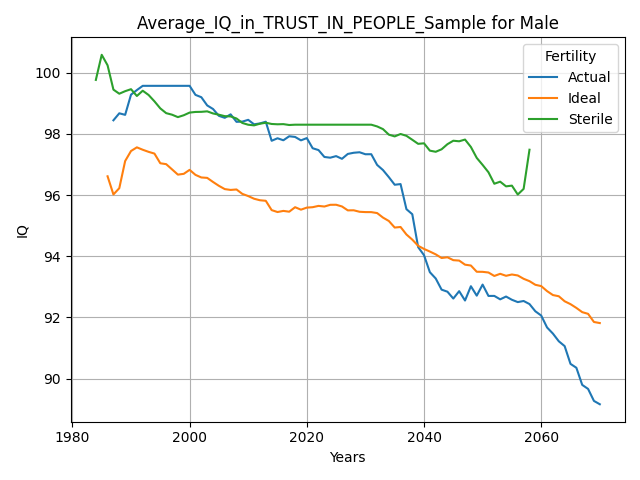 Average_IQ_in_TRUST_IN_PEOPLE_Sample for Male
Fertility
Actual
Ideal
Sterile
IQ
100
98
96
94
92
90
1980
2000
2020
2040
2060
Years